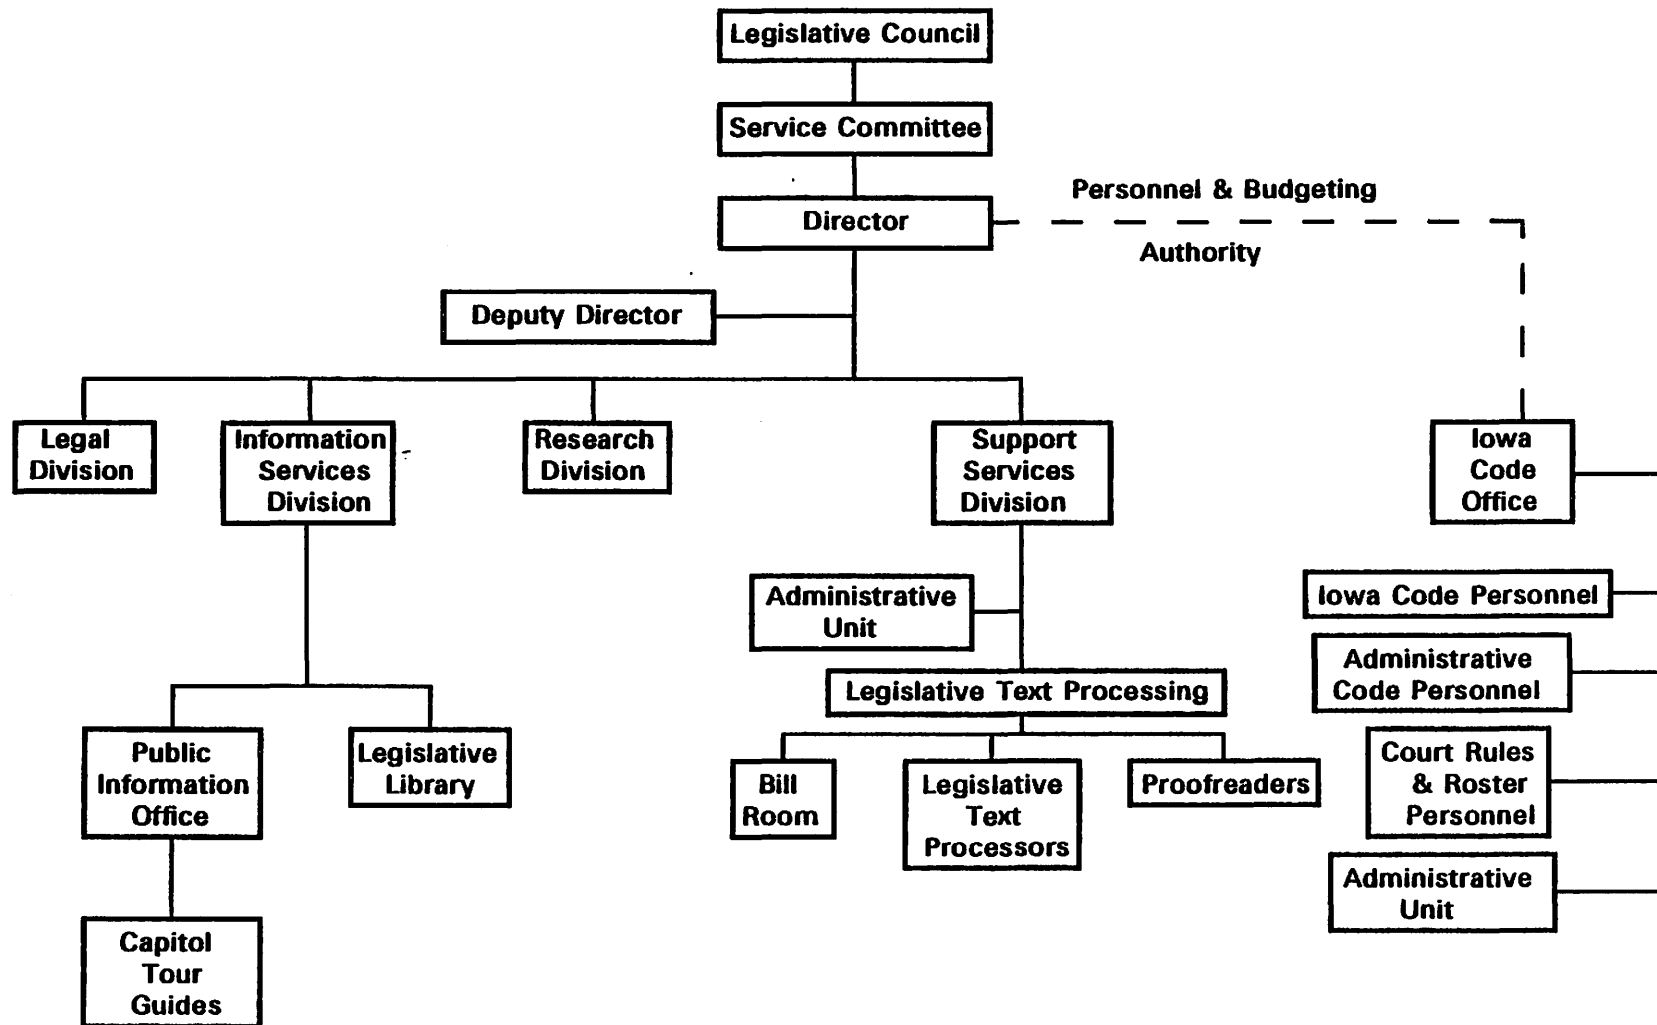 Legislative Council
Service Committee
Director
Personnel & Budgeting
Authority
Deputy Director
Legal
Division
Information
Services
Division
Research
Division
Support
Services
Division
Iowa
Code
Office
Administrative
Unit
Iowa Code Personnel
Administrative
Code Personnel
Legislative Text Processing
Public
Information
Office
Legislative
Library
Bill
Room
Legislative
Text
Processors
Proofreaders
Court Rules
& Roster
Personnel
Administrative
Unit
Capitol
Tour
Guides